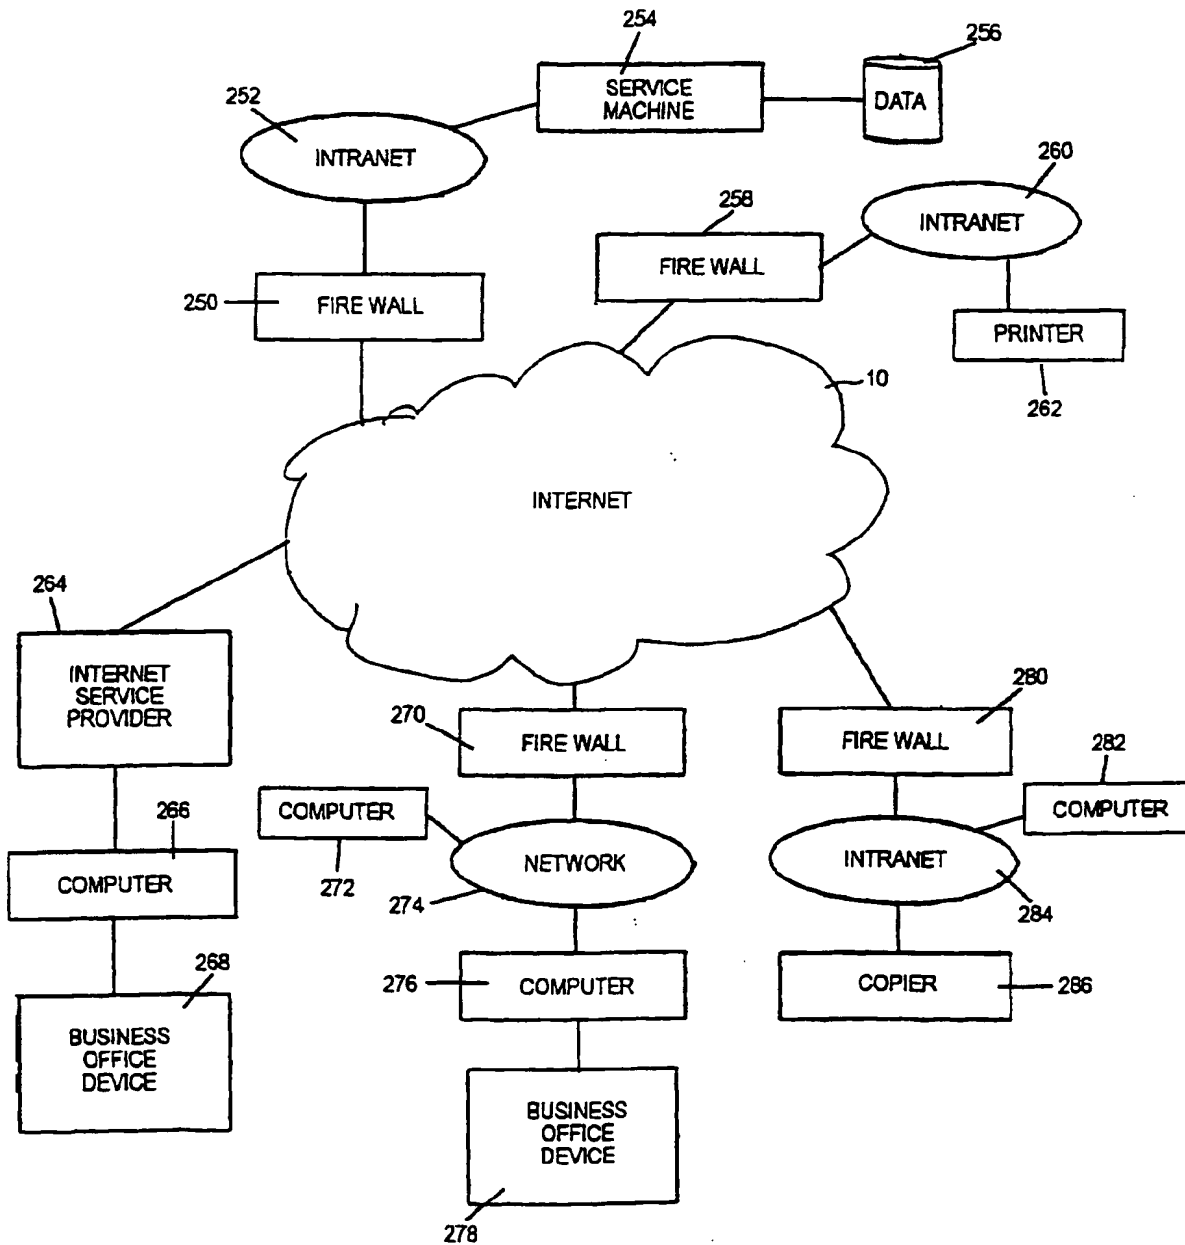 254
SERVICE
MACHINE
256
DATA
252
INTRANET
260
INTRANET
258
FIRE WALL
250
FIRE WALL
PRINTER
262
10
INTERNET
264
INTERNET
SERVICE
PROVIDER
270
FIRE WALL
280
FIRE WALL
282
COMPUTER
266
COMPUTER
272
COMPUTER
NETWORK
274
INTRANET
284
268
BUSINESS
OFFICE
DEVICE
276
COMPUTER
COPIER
286
BUSINESS
OFFICE
DEVICE
278